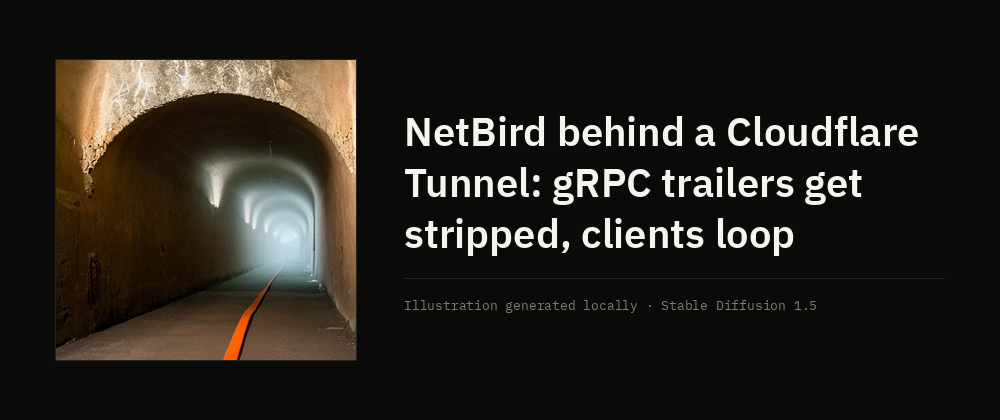 NetBird behind a Cloudflare
Tunnel: gRPC trailers get
stripped, clients loop
Illustration generated locally · Stable Diffusion 1.5